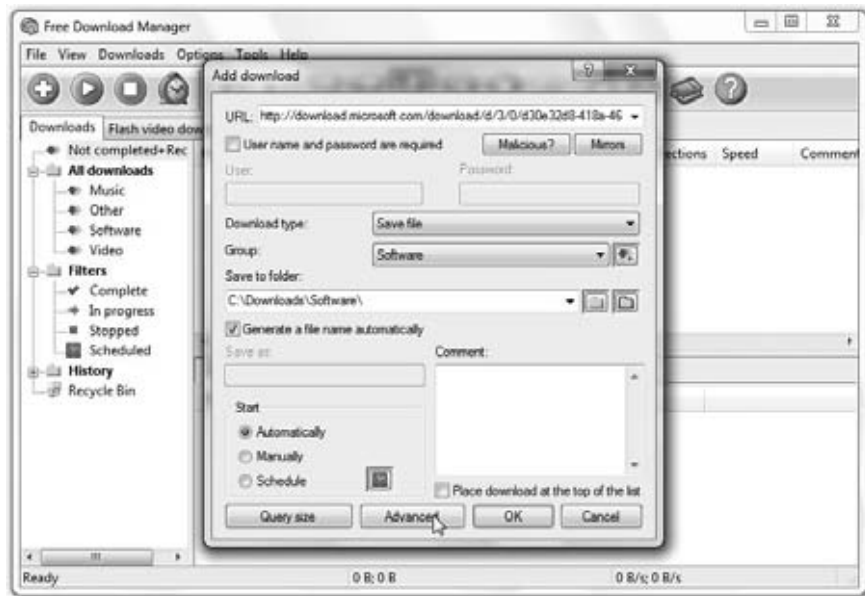 Free Download Manager
File View Downloads Options Tools Help
Add download
URL: http://download.microsoft.com/download/d/3/0/d30e32d8-418a-46
User name and password are required
Malicious?
Mirrors
User:
Password:
Download type:
Save file
Group:
Software
Save to folder:
C:\Downloads\Software\
Generate a file name automatically
Save as:
Comment:
Start
Automatically
Manually
Schedule
Place download at the top of the list
Query size
Advanced
OK
Cancel
Downloads
Flash video dow
Not completed+Rec
All downloads
Music
Other
Software
Video
Filters
Complete
In progress
Stopped
Scheduled
History
Recycle Bin
ections
Speed
Comment
Ready
0 B; 0 B
0 B/s; 0 B/s